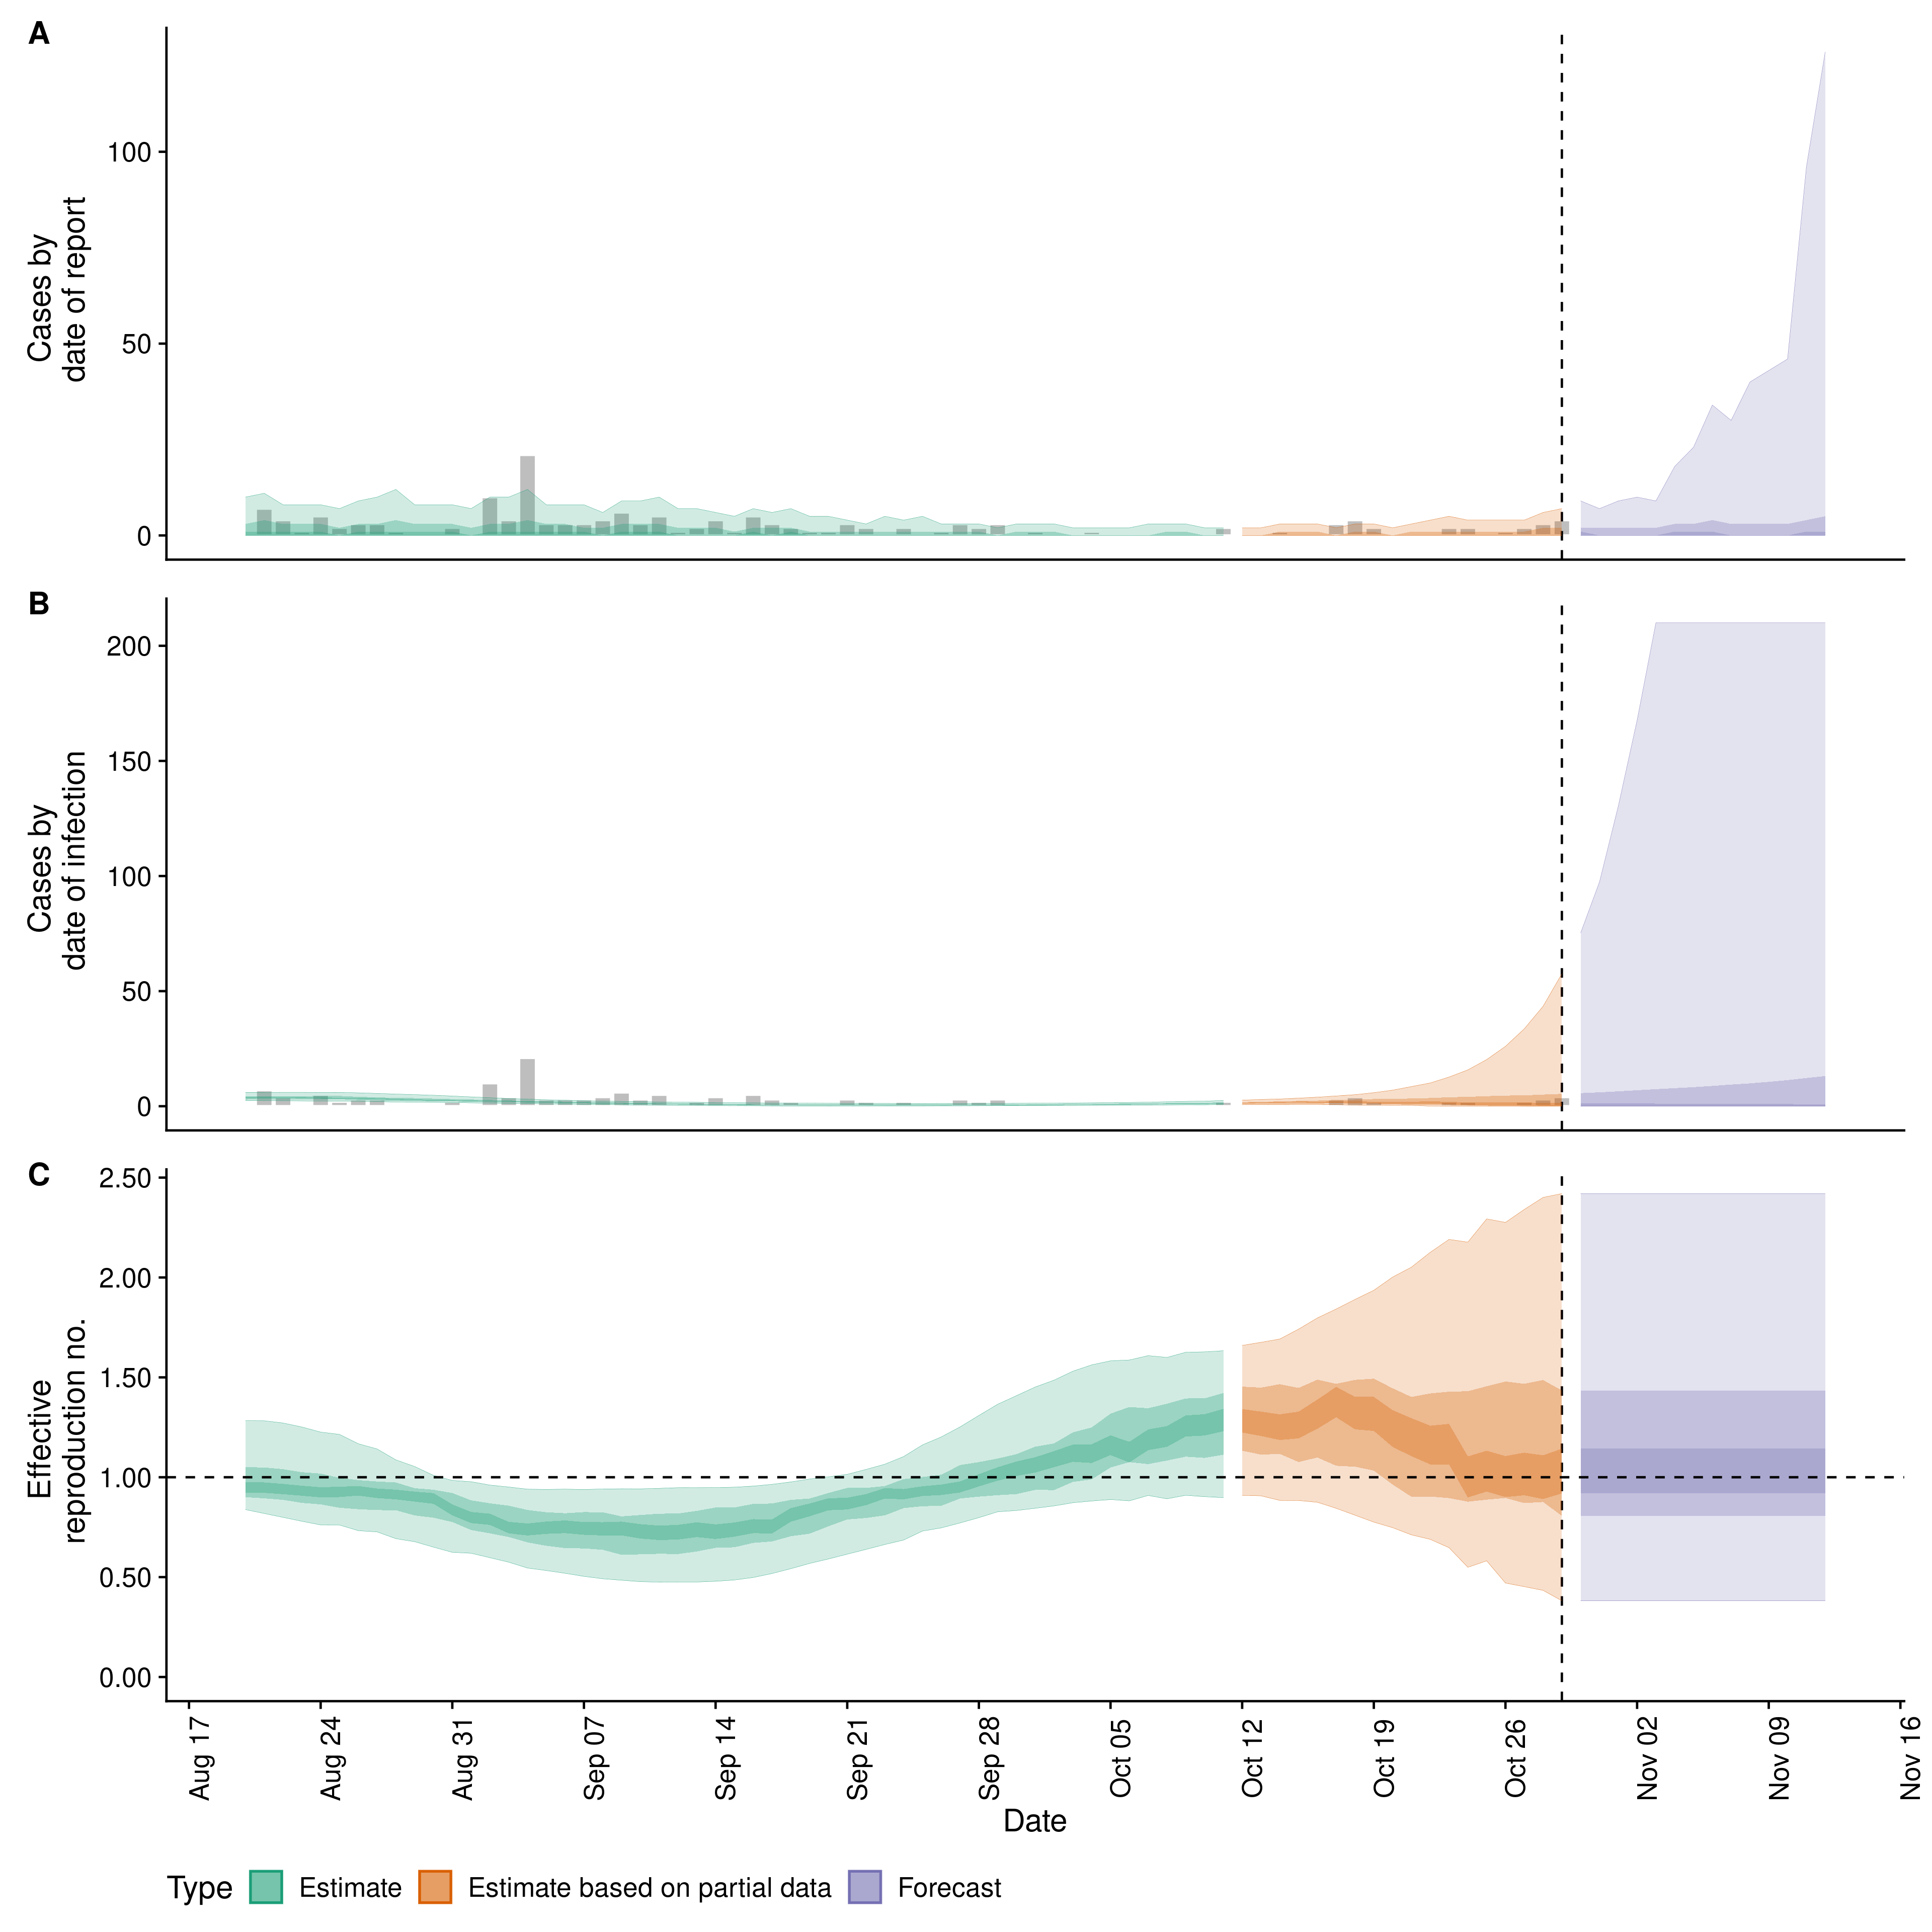 A
Cases by
date of report
100
50
0
B
Cases by
date of infection
200
150
100
50
0
C
Effective
reproduction no.
2.50
2.00
1.50
1.00
0.50
0.00
Aug 17
Aug 24
Aug 31
Sep 07
Sep 14
Sep 21
Sep 28
Oct 05
Oct 12
Oct 19
Oct 26
Nov 02
Nov 09
Nov 16
Date
Type Estimate Estimate based on partial data Forecast